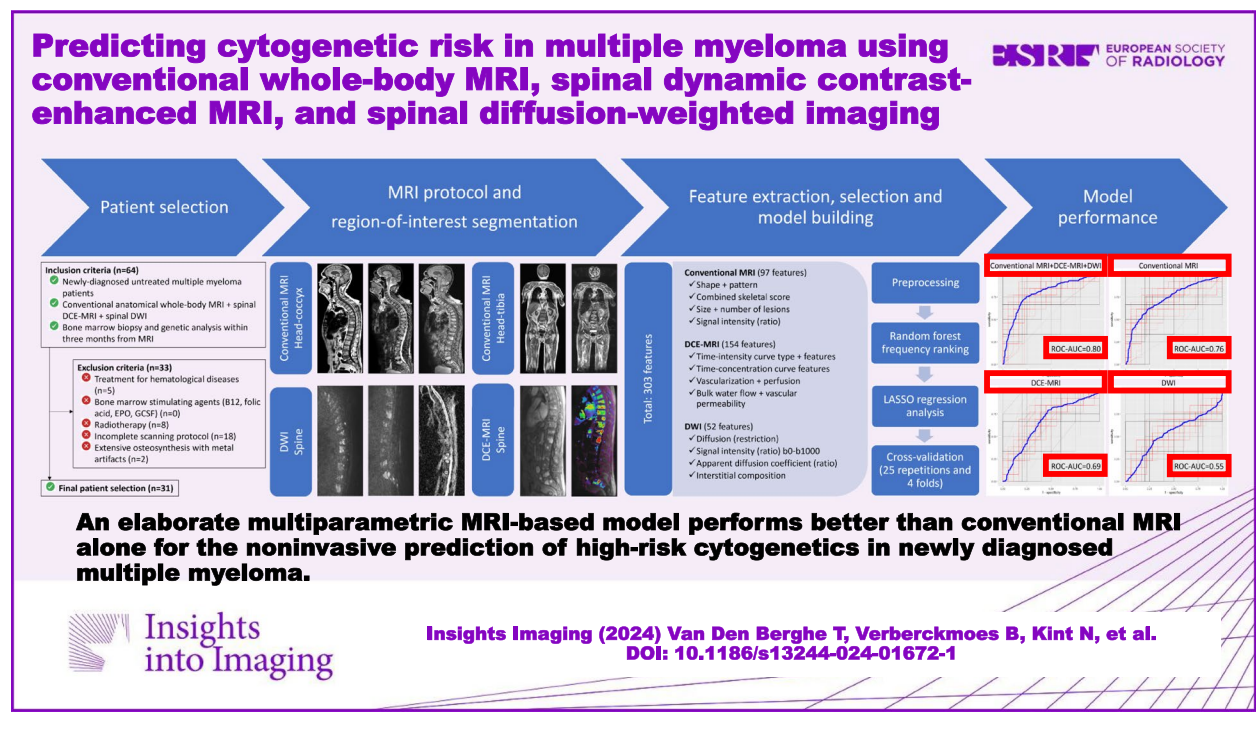 Predicting cytogenetic risk in multiple myeloma using
conventional whole-body MRI, spinal dynamic contrast-
enhanced MRI, and spinal diffusion-weighted imaging
ESR
EUROPEAN SOCIETY
OF RADIOLOGY
Patient selection
MRI protocol and
region-of-interest segmentation
Feature extraction, selection and
model building
Model
performance
Inclusion criteria (n=64)
Newly-diagnosed untreated multiple myeloma
patients
Conventional anatomical whole-body MRI + spinal
DCE-MRI + spinal DWI
Bone marrow biopsy and genetic analysis within
three months from MRI
Exclusion criteria (n=33)
Treatment for hematological diseases
(n=5)
Bone marrow stimulating agents (B12, folic
acid, EPO, GCSF) (n=0)
Radiotherapy (n=8)
Incomplete scanning protocol (n=18)
Extensive osteosynthesis with metal
artifacts (n=2)
Final patient selection (n=31)
Conventional MRI
Head-coccyx
Conventional MRI
Head-tibia
DWI
Spine
DCE-MRI
Spine
Total: 303 features
Conventional MRI (97 features)
✓Shape + pattern
✓Combined skeletal score
✓Size + number of lesions
✓Signal intensity (ratio)
DCE-MRI (154 features)
✓Time-intensity curve type + features
✓Time-concentration curve features
✓Vascularization + perfusion
✓Bulk water flow + vascular
permeability
DWI (52 features)
✓Diffusion (restriction)
✓Signal intensity (ratio) b0-b1000
✓Apparent diffusion coefficient (ratio)
✓Interstitial composition
Preprocessing
Random forest
frequency ranking
LASSO regression
analysis
Cross-validation
(25 repetitions and
4 folds)
Conventional MRI+DCE-MRI+DWI
ROC-AUC=0.80
Conventional MRI
ROC-AUC=0.76
DCE-MRI
ROC-AUC=0.69
1 - specificity
DWI
ROC-AUC=0.55
1 - specificity
An elaborate multiparametric MRI-based model performs better than conventional MRI
alone for the noninvasive prediction of high-risk cytogenetics in newly diagnosed
multiple myeloma.
Insights
into Imaging
Insights Imaging (2024) Van Den Berghe T, Verberckmoes B, Kint N, et al.
DOI: 10.1186/s13244-024-01672-1